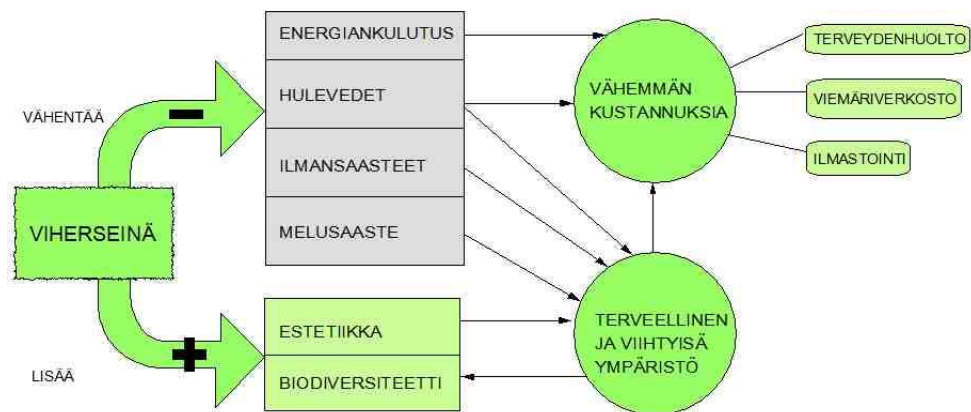 VÄHENTÄÄ
VIHERSEINÄ
LISÄÄ
ENERGIANKULUTUS
HULEVEDET
ILMANSAASTEET
MELUSAASTE
ESTETIIKKA
BIODIVERSITEETTI
VÄHEMMÄN
KUSTANNUKSIA
TERVEELLINEN
JA VIIHTYISÄ
YMPÄRISTÖ
TERVEYDENHUOLTO
VIEMÄRIVERKOSTO
ILMASTOINTI